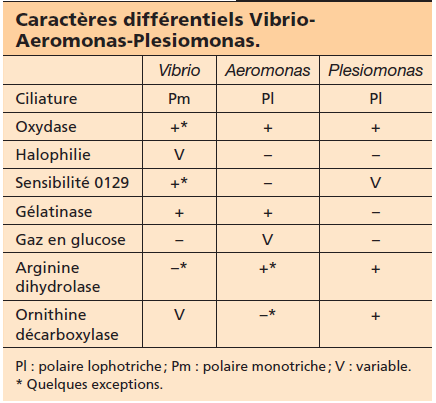 Caractères différentiels Vibrio-
Aeromonas-Plesiomonas.
Vibrio Aeromonas Plesiomonas
Ciliature Pm Pl Pl
Oxydase +* + +
Halophilie V – –
Sensibilité 0129 +* – V
Gélatinase + + –
Gaz en glucose – V –
Arginine –* +* +
dihydrolase
Ornithine V –* +
décarboxylase
Pl : polaire lophotriche ; Pm : polaire monotriche ; V : variable.
* Quelques exceptions.